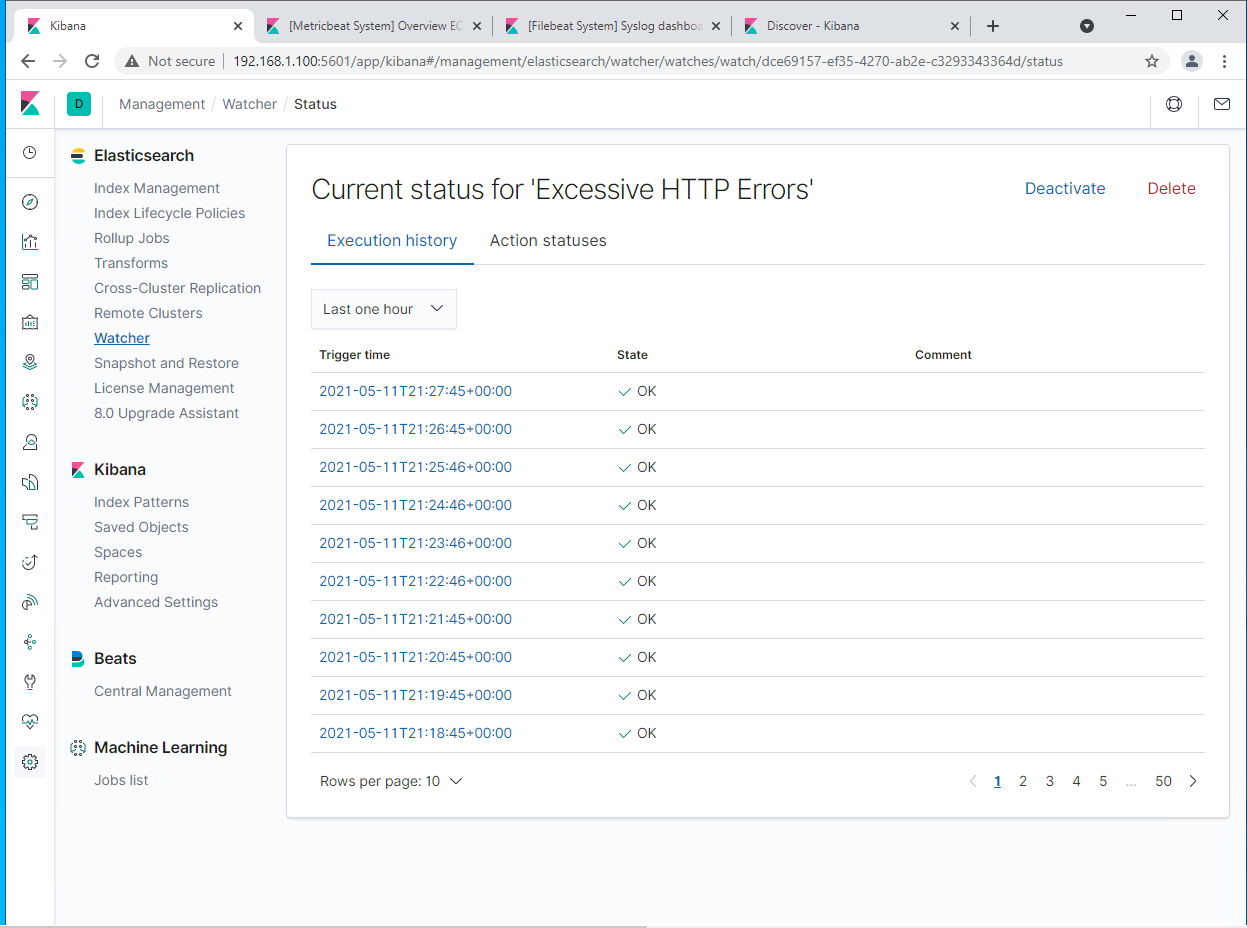 Kibana
[Metricbeat System] Overview EC
[Filebeat System] Syslog dashboa
Discover - Kibana
Not secure
192.168.1.100:5601/app/kibana#/management/elasticsearch/watcher/watches/watch/dce69157-ef35-4270-ab2e-c3293343364d/status
D
Management / Watcher / Status
Elasticsearch
Index Management
Index Lifecycle Policies
Rollup Jobs
Transforms
Cross-Cluster Replication
Remote Clusters
Watcher
Snapshot and Restore
License Management
8.0 Upgrade Assistant
Kibana
Index Patterns
Saved Objects
Spaces
Reporting
Advanced Settings
Beats
Central Management
Machine Learning
Jobs list
Current status for 'Excessive HTTP Errors'
Deactivate
Delete
Execution history
Action statuses
Last one hour
Trigger time State Comment
2021-05-11T21:27:45+00:00 OK
2021-05-11T21:26:45+00:00 OK
2021-05-11T21:25:46+00:00 OK
2021-05-11T21:24:46+00:00 OK
2021-05-11T21:23:46+00:00 OK
2021-05-11T21:22:46+00:00 OK
2021-05-11T21:21:45+00:00 OK
2021-05-11T21:20:45+00:00 OK
2021-05-11T21:19:45+00:00 OK
2021-05-11T21:18:45+00:00 OK
Rows per page: 10
1 2 3 4 5 ... 50